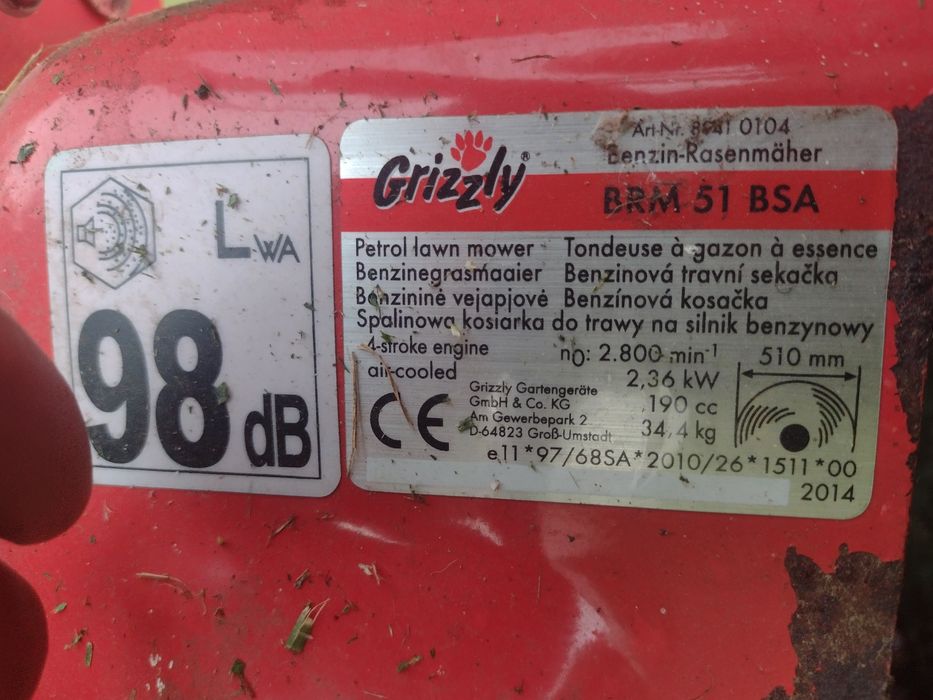 LWA
98 dB
Grizzly®
Art-Nr. 8941 0104
Benzin-Rasenmäher
BRM 51 BSA
Petrol lawn mower Tondeuse à gazon à essence
Benzinegrasmaaier Benzinová travní sekačka
Benzininė vejapjovė Benzínová kosačka
Spalinowa kosiarka do trawy na silnik benzynowy
4-stroke engine
air-cooled
n0: 2.800 min-1
2,36 kW
190 cc
34,4 kg
510 mm
CE
Grizzly Gartengeräte
GmbH & Co. KG
Am Gewerbepark 2
D-64823 Groß-Umstadt
e11*97/68SA*2010/26*1511*00
2014